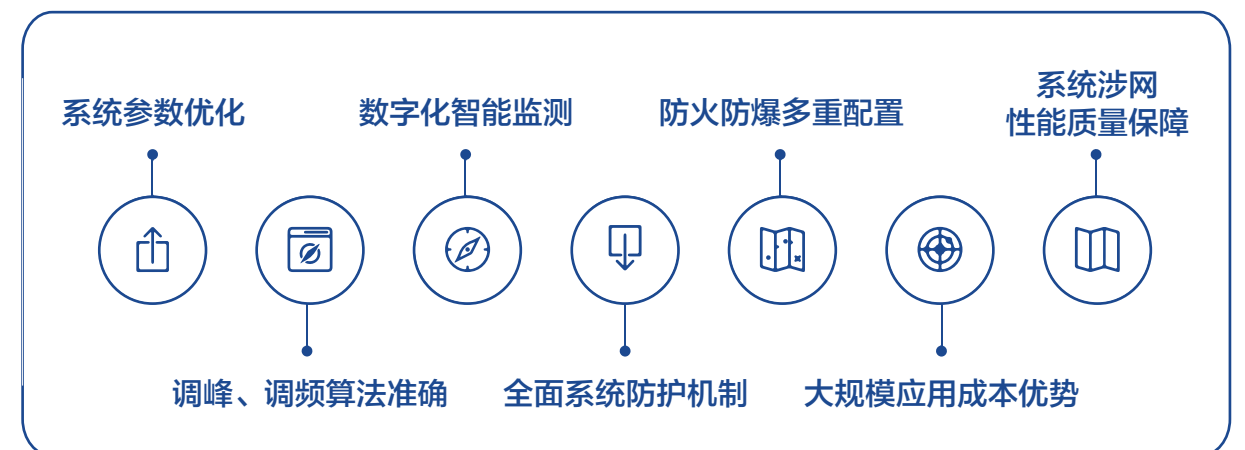 系统参数优化
数字化智能监测
防火防爆多重配置
系统涉网
性能质量保障
调峰、调频算法准确
全面系统防护机制
大规模应用成本优势